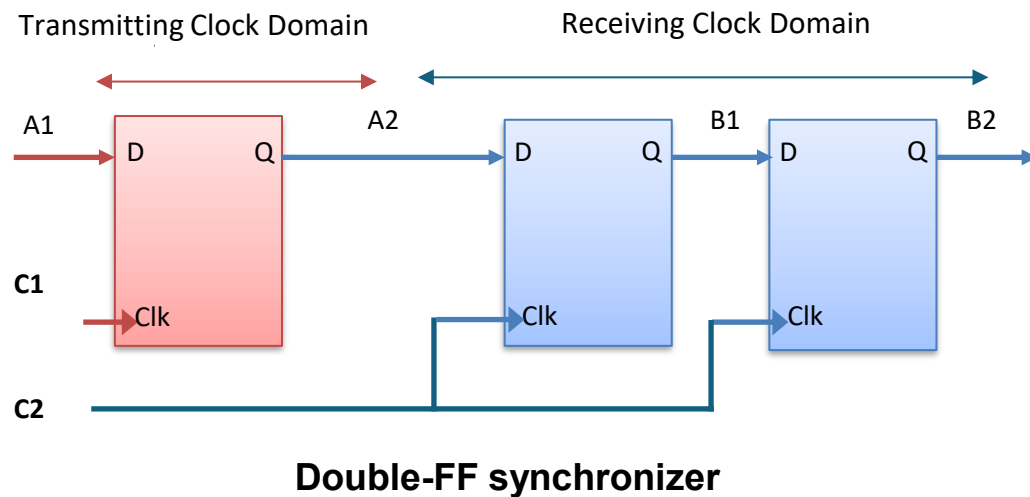 Transmitting Clock Domain
Receiving Clock Domain
A1
A2
B1
B2
D
Q
D
Q
D
Q
C1
Clk
Clk
Clk
C2
Double-FF synchronizer